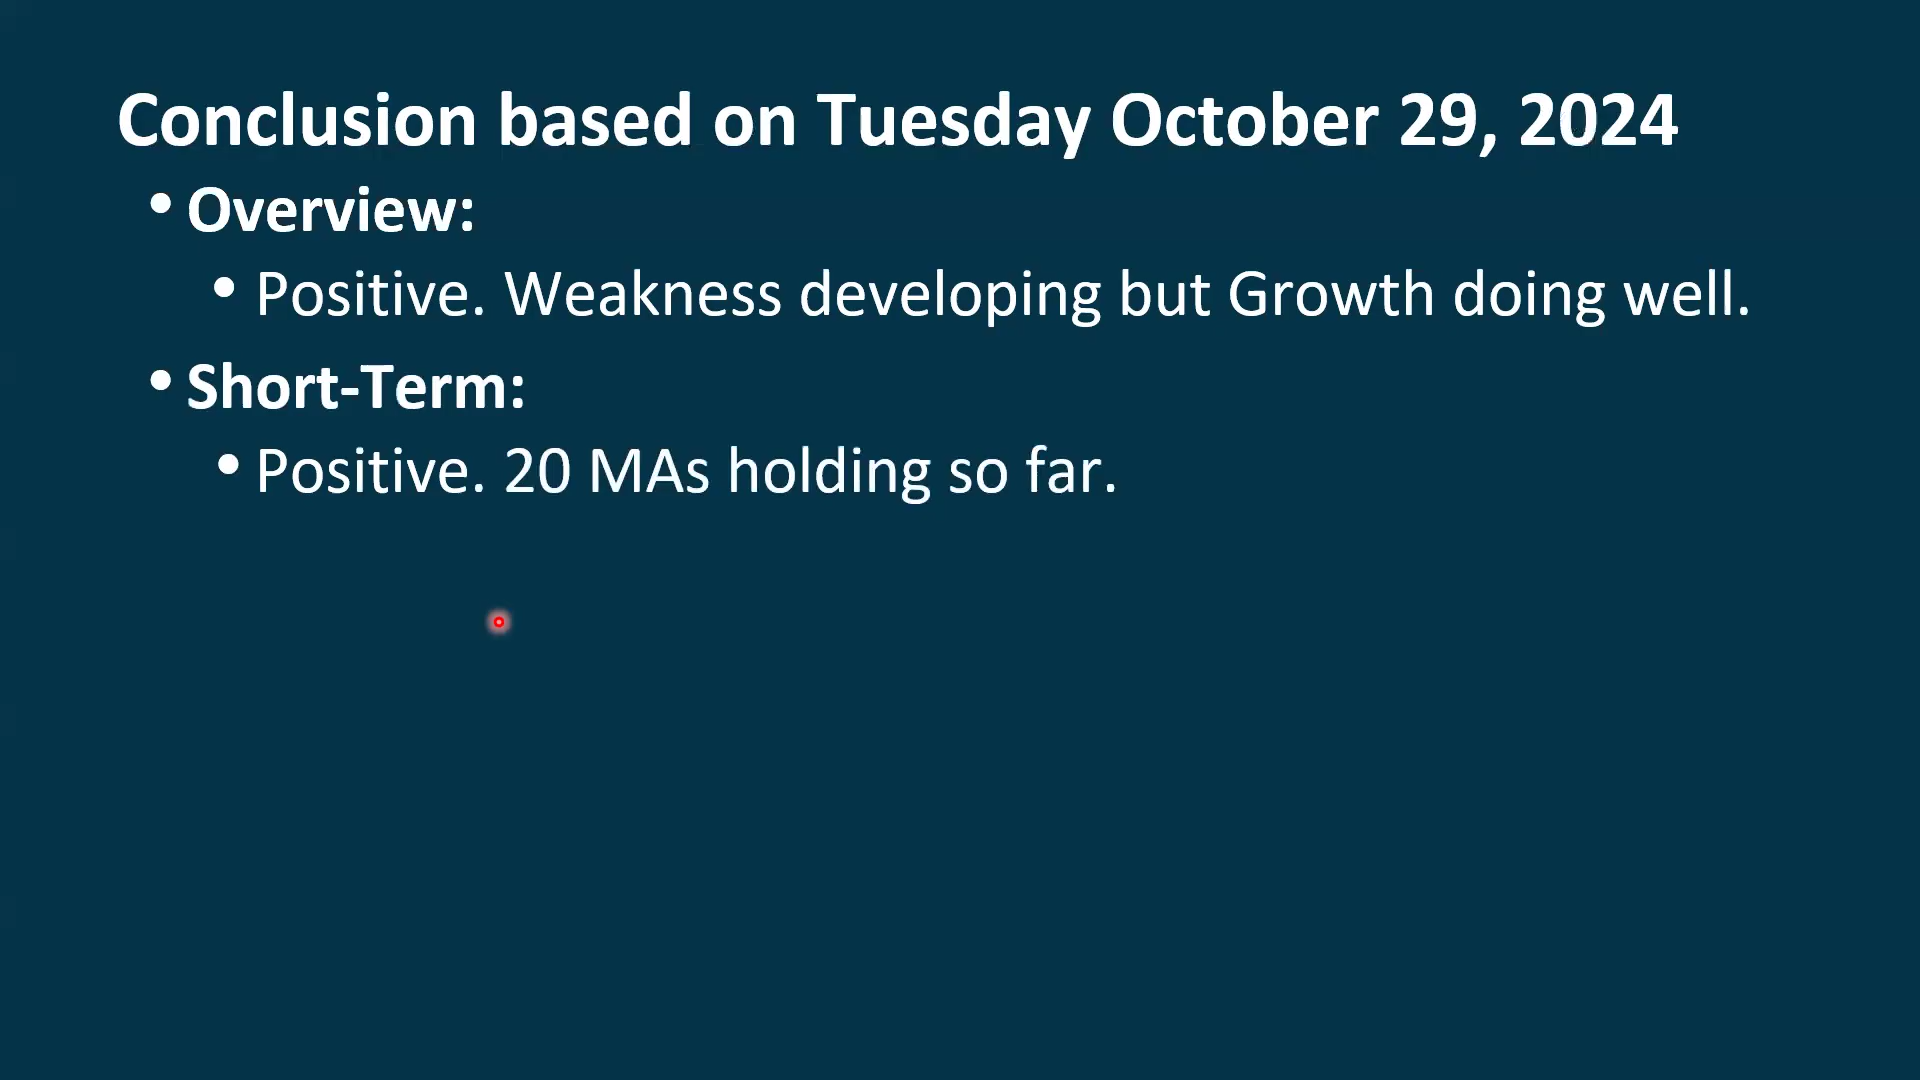 Conclusion based on Tuesday October 29, 2024
• Overview:
• Positive. Weakness developing but Growth doing well.
• Short-Term:
• Positive. 20 MAs holding so far.